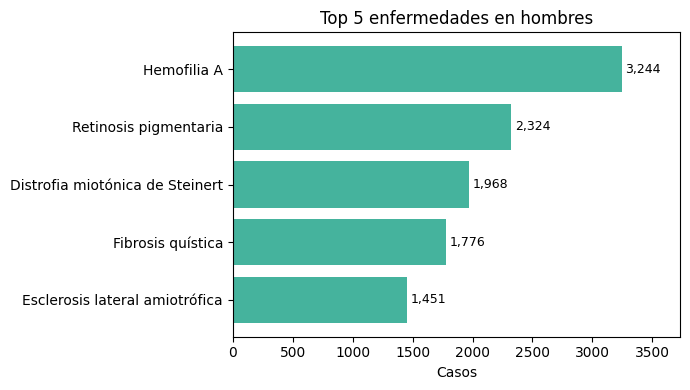 Top 5 enfermedades en hombres
Hemofilia A
3,244
Retinosis pigmentaria
2,324
Distrofia miotónica de Steinert
1,968
Fibrosis quística
1,776
Esclerosis lateral amiotrófica
1,451
0 500 1000 1500 2000 2500 3000 3500
Casos